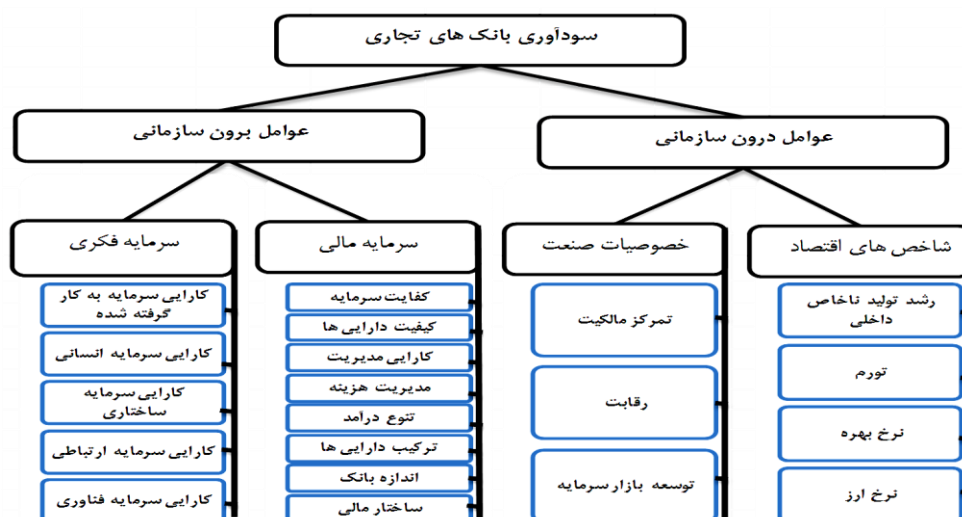 سودآوری بانک های تجاری
عوامل درون سازمانی
عوامل برون سازمانی
شاخص های اقتصاد
رشد تولید ناخاص
داخلی
تورم
نرخ بهره
نرخ ارز
خصوصیات صنعت
تمرکز مالکیت
رقابت
توسعه بازار سرمایه
سرمایه مالی
کفایت سرمایه
کیفیت دارایی ها
کارایی مدیریت
مدیریت هزینه
تنوع درآمد
ترکیب دارایی ها
اندازه بانک
ساختار مالی
سرمایه فکری
کارایی سرمایه به کار
گرفته شده
کارایی سرمایه انسانی
کارایی سرمایه
ساختاری
کارایی سرمایه ارتباطی
کارایی سرمایه فناوری